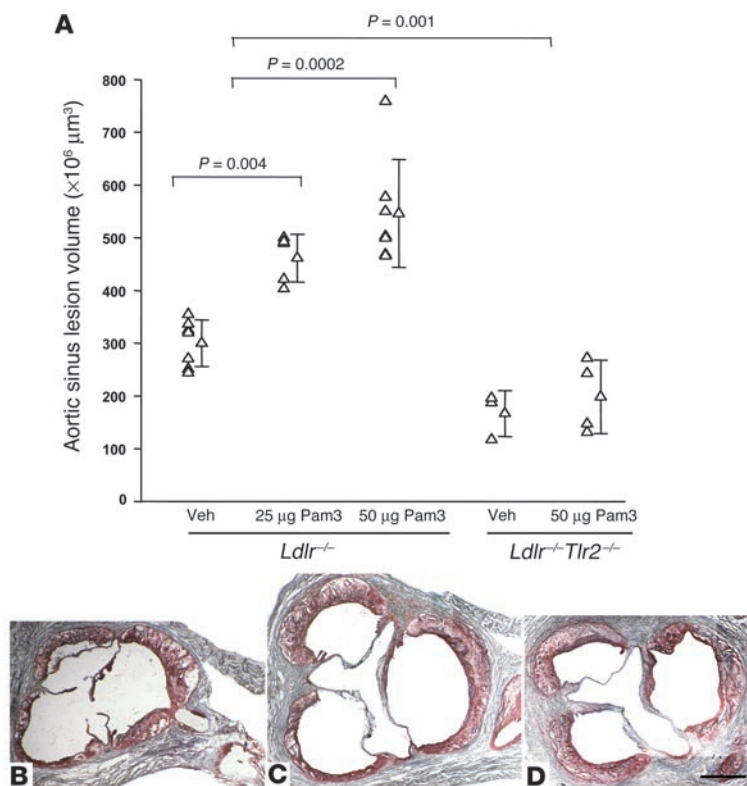 A
P = 0.001
P = 0.0002
P = 0.004
Aortic sinus lesion volume (×10⁶ µm³)
800
700
600
500
400
300
200
100
0
Veh 25 µg Pam3 50 µg Pam3 Veh 50 µg Pam3
Ldlr⁻/⁻ Ldlr⁻/⁻Tlr2⁻/⁻
B C D